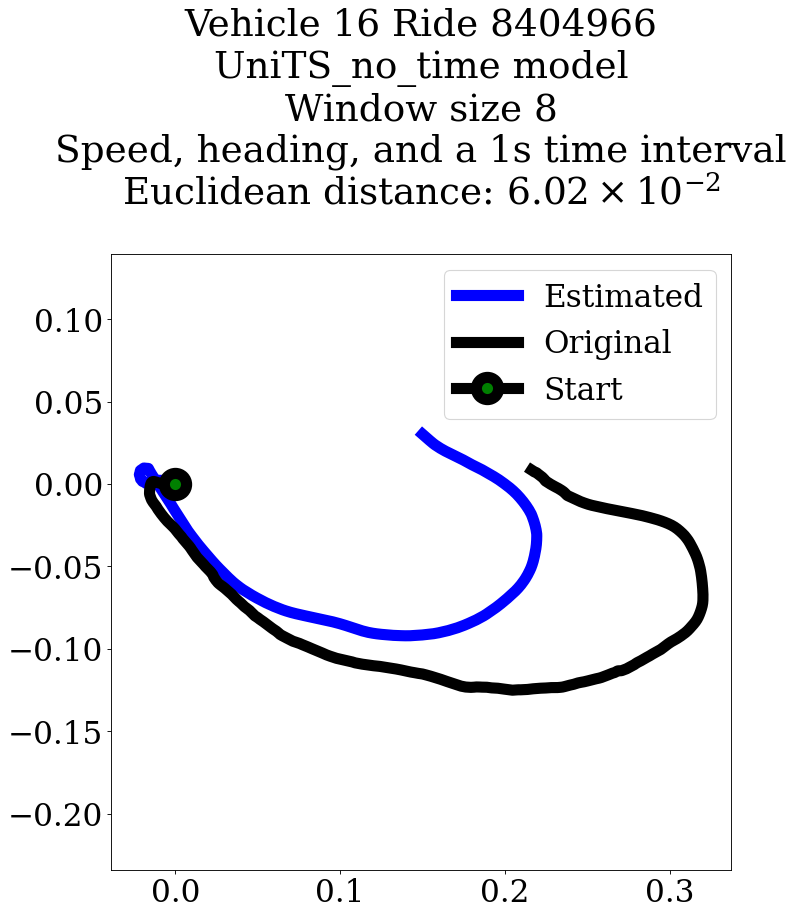 Vehicle 16 Ride 8404966
UniTS_no_time model
Window size 8
Speed, heading, and a 1s time interval
Euclidean distance: 6.02 × 10⁻²
Estimated
Original
Start
0.10
0.05
0.00
−0.05
−0.10
−0.15
−0.20
0.0 0.1 0.2 0.3